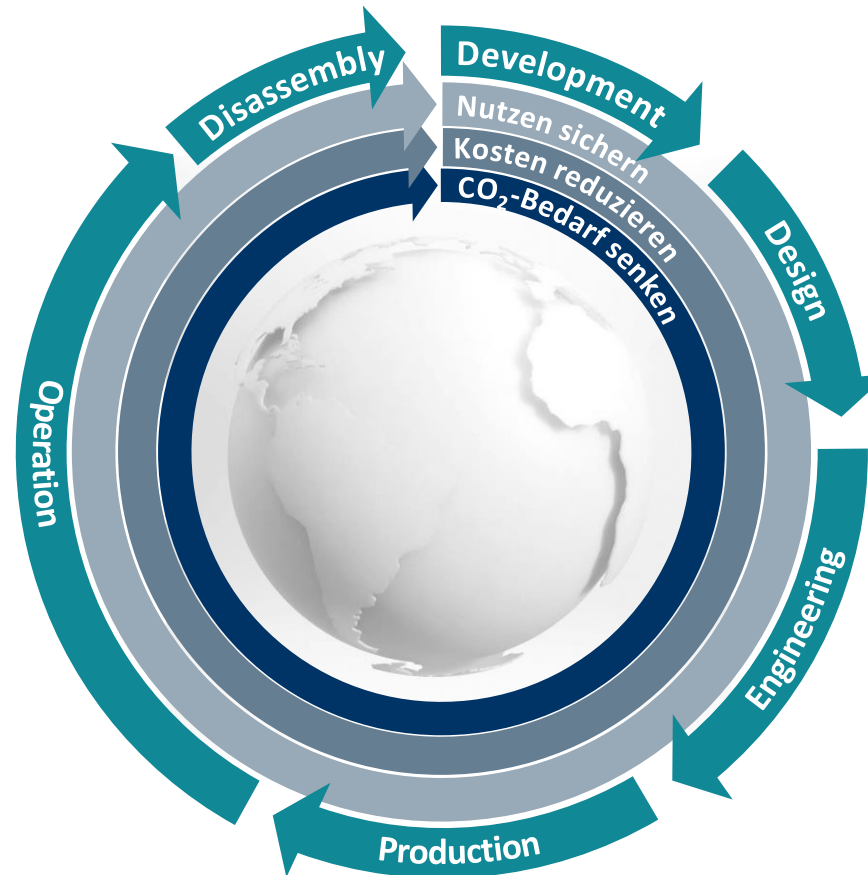 Development
Nutzen sichern
Kosten reduzieren
CO₂-Bedarf senken
Design
Engineering
Production
Operation
Disassembly